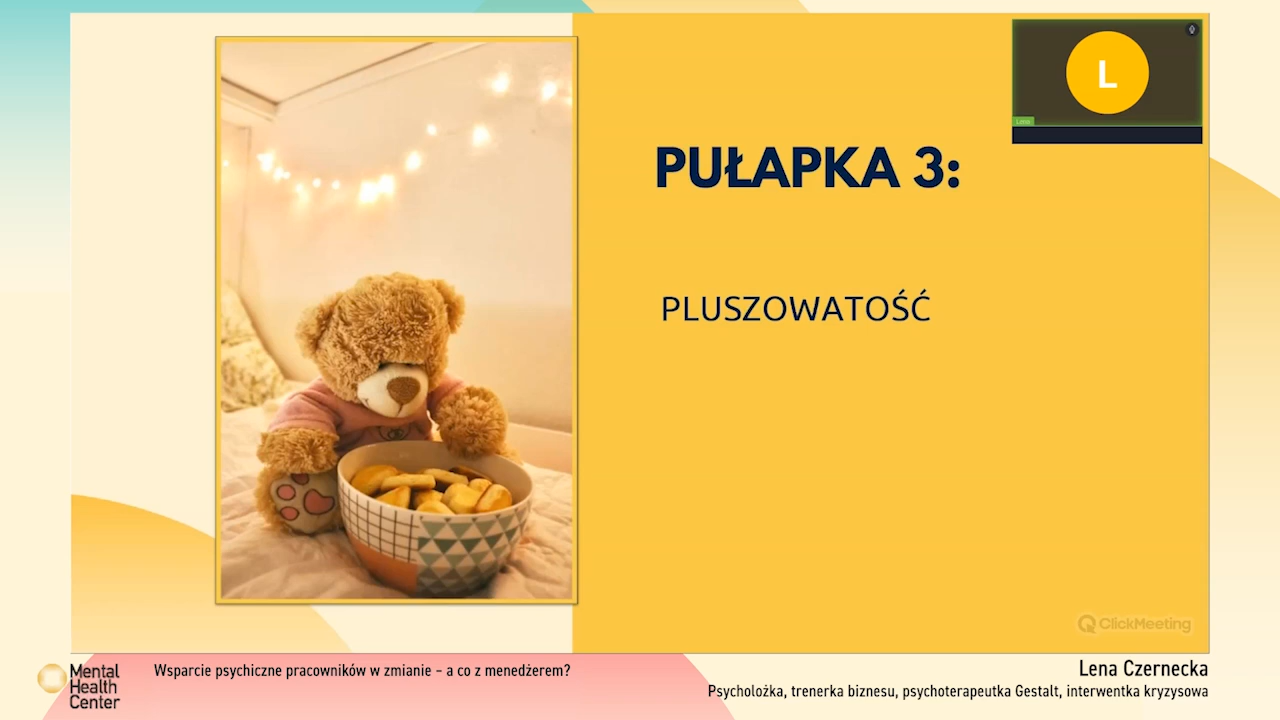 L
Lena
PUŁAPKA 3:
PLUSZOWATOŚĆ
ClickMeeting
Mental
Health
Center
Wsparcie psychiczne pracowników w zmianie – a co z menedżerem?
Lena Czernecka
Psycholożka, trenerka biznesu, psychoterapeutka Gestalt, interwentka kryzysowa